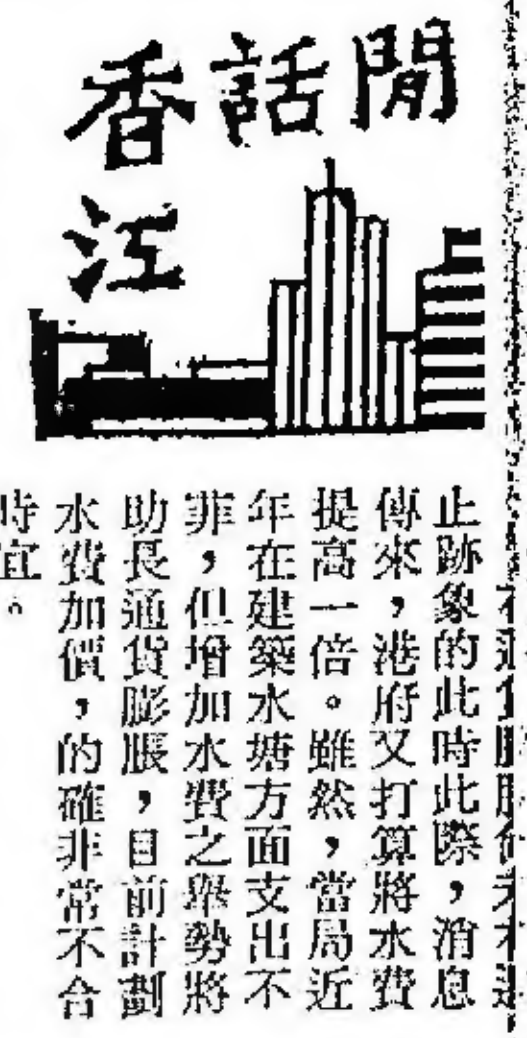 閒話香江
止跡象的此時此際，消息
傳來，港府又打算將水費
提高一倍。雖然，當局近
年在建築水塘方面支出不
菲，但增加水費之舉勢將
助長通貨膨脹，目前計劃
水費加價，的確非常不合
時宜。